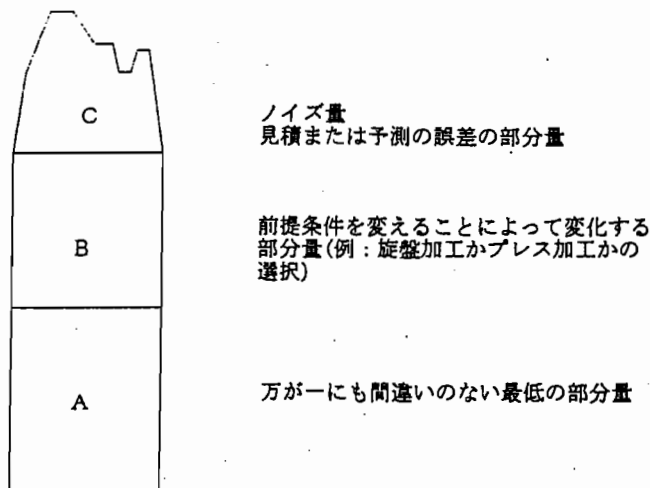 C
ノイズ量
見積または予測の誤差の部分量
B
前提条件を変えることによって変化する
部分量(例：旋盤加工かプレス加工かの
選択)
A
万が一にも間違いのない最低の部分量